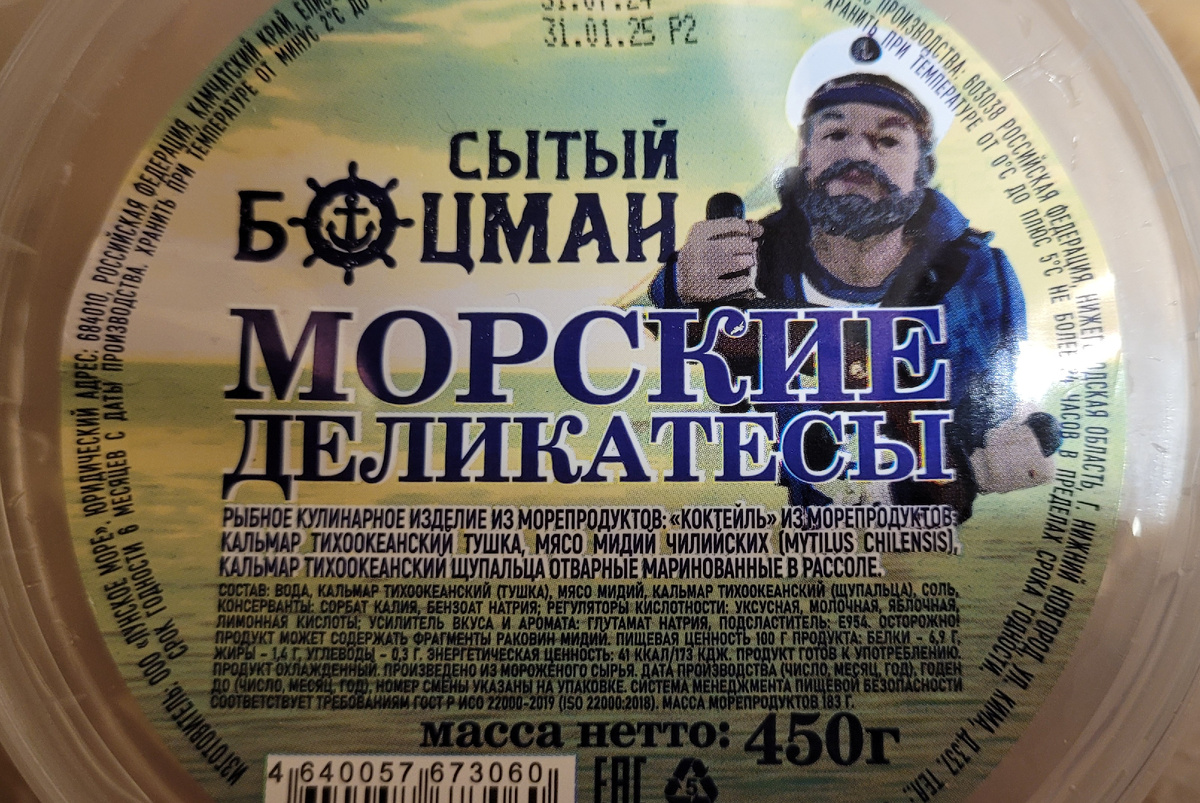 31.01.25 Р2
СЫТЫЙ
БОЦМАН
МОРСКИЕ
ДЕЛИКАТЕСЫ
РЫБНОЕ КУЛИНАРНОЕ ИЗДЕЛИЕ ИЗ МОРЕПРОДУКТОВ: «КОКТЕЙЛЬ» ИЗ МОРЕПРОДУКТОВ:
КАЛЬМАР ТИХООКЕАНСКИЙ ТУШКА, МЯСО МИДИЙ ЧИЛИЙСКИХ (MYTILUS CHILENSIS),
КАЛЬМАР ТИХООКЕАНСКИЙ ЩУПАЛЬЦА ОТВАРНЫЕ МАРИНОВАННЫЕ В РАССОЛЕ.
СОСТАВ: ВОДА, КАЛЬМАР ТИХООКЕАНСКИЙ (ТУШКА), МЯСО МИДИЙ, КАЛЬМАР ТИХООКЕАНСКИЙ (ЩУПАЛЬЦА), СОЛЬ,
КОНСЕРВАНТЫ: СОРБАТ КАЛИЯ, БЕНЗОАТ НАТРИЯ; РЕГУЛЯТОРЫ КИСЛОТНОСТИ: УКСУСНАЯ, МОЛОЧНАЯ, ЯБЛОЧНАЯ,
ЛИМОННАЯ КИСЛОТЫ; УСИЛИТЕЛЬ ВКУСА И АРОМАТА: ГЛУТАМАТ НАТРИЯ, ПОДСЛАСТИТЕЛЬ: Е954. ОСТОРОЖНО!
ПРОДУКТ МОЖЕТ СОДЕРЖАТЬ ФРАГМЕНТЫ РАКОВИН МИДИЙ. ПИЩЕВАЯ ЦЕННОСТЬ 100 Г ПРОДУКТА: БЕЛКИ - 6,9 Г,
ЖИРЫ - 1,4 Г, УГЛЕВОДЫ - 0,3 Г. ЭНЕРГЕТИЧЕСКАЯ ЦЕННОСТЬ: 41 ККАЛ/173 КДЖ. ПРОДУКТ ГОТОВ К УПОТРЕБЛЕНИЮ.
ПРОДУКТ ОХЛАЖДЕННЫЙ. ПРОИЗВЕДЕНО ИЗ МОРОЖЕНОГО СЫРЬЯ. ДАТА ПРОИЗВОДСТВА (ЧИСЛО, МЕСЯЦ, ГОД), ГОДЕН
ДО (ЧИСЛО, МЕСЯЦ, ГОД), НОМЕР СМЕНЫ УКАЗАНЫ НА УПАКОВКЕ. СИСТЕМА МЕНЕДЖМЕНТА ПИЩЕВОЙ БЕЗОПАСНОСТИ
СООТВЕТСТВУЕТ ТРЕБОВАНИЯМ ГОСТ Р ИСО 22000-2019 (ISO 22000:2018). МАССА МОРЕПРОДУКТОВ 183 Г.
масса нетто: 450г
4 640057 673060
ЕАС
5
ИЗГОТОВИТЕЛЬ: ООО «ЛУНСКОЕ МОРЕ». ЮРИДИЧЕСКИЙ АДРЕС: 684010, РОССИЙСКАЯ ФЕДЕРАЦИЯ, КАМЧАТСКИЙ КРАЙ,
СРОК ГОДНОСТИ 6 МЕСЯЦЕВ С ДАТЫ ПРОИЗВОДСТВА. ХРАНИТЬ ПРИ ТЕМПЕРАТУРЕ ОТ МИНУС 2°С ДО
ПРОИЗВОДСТВА: 603038 РОССИЙСКАЯ ФЕДЕРАЦИЯ, ОБЛАСТЬ, Г. НИЖНИЙ НОВГОРОД, УЛ. КИМА, Д.337, ТЕЛ.:
ХРАНИТЬ ПРИ ТЕМПЕРАТУРЕ ОТ 0°С ДО ПЛЮС 5°С НЕ БОЛЕЕ ЧАСОВ В ПРЕДЕЛАХ СРОКА ГОДНОСТИ